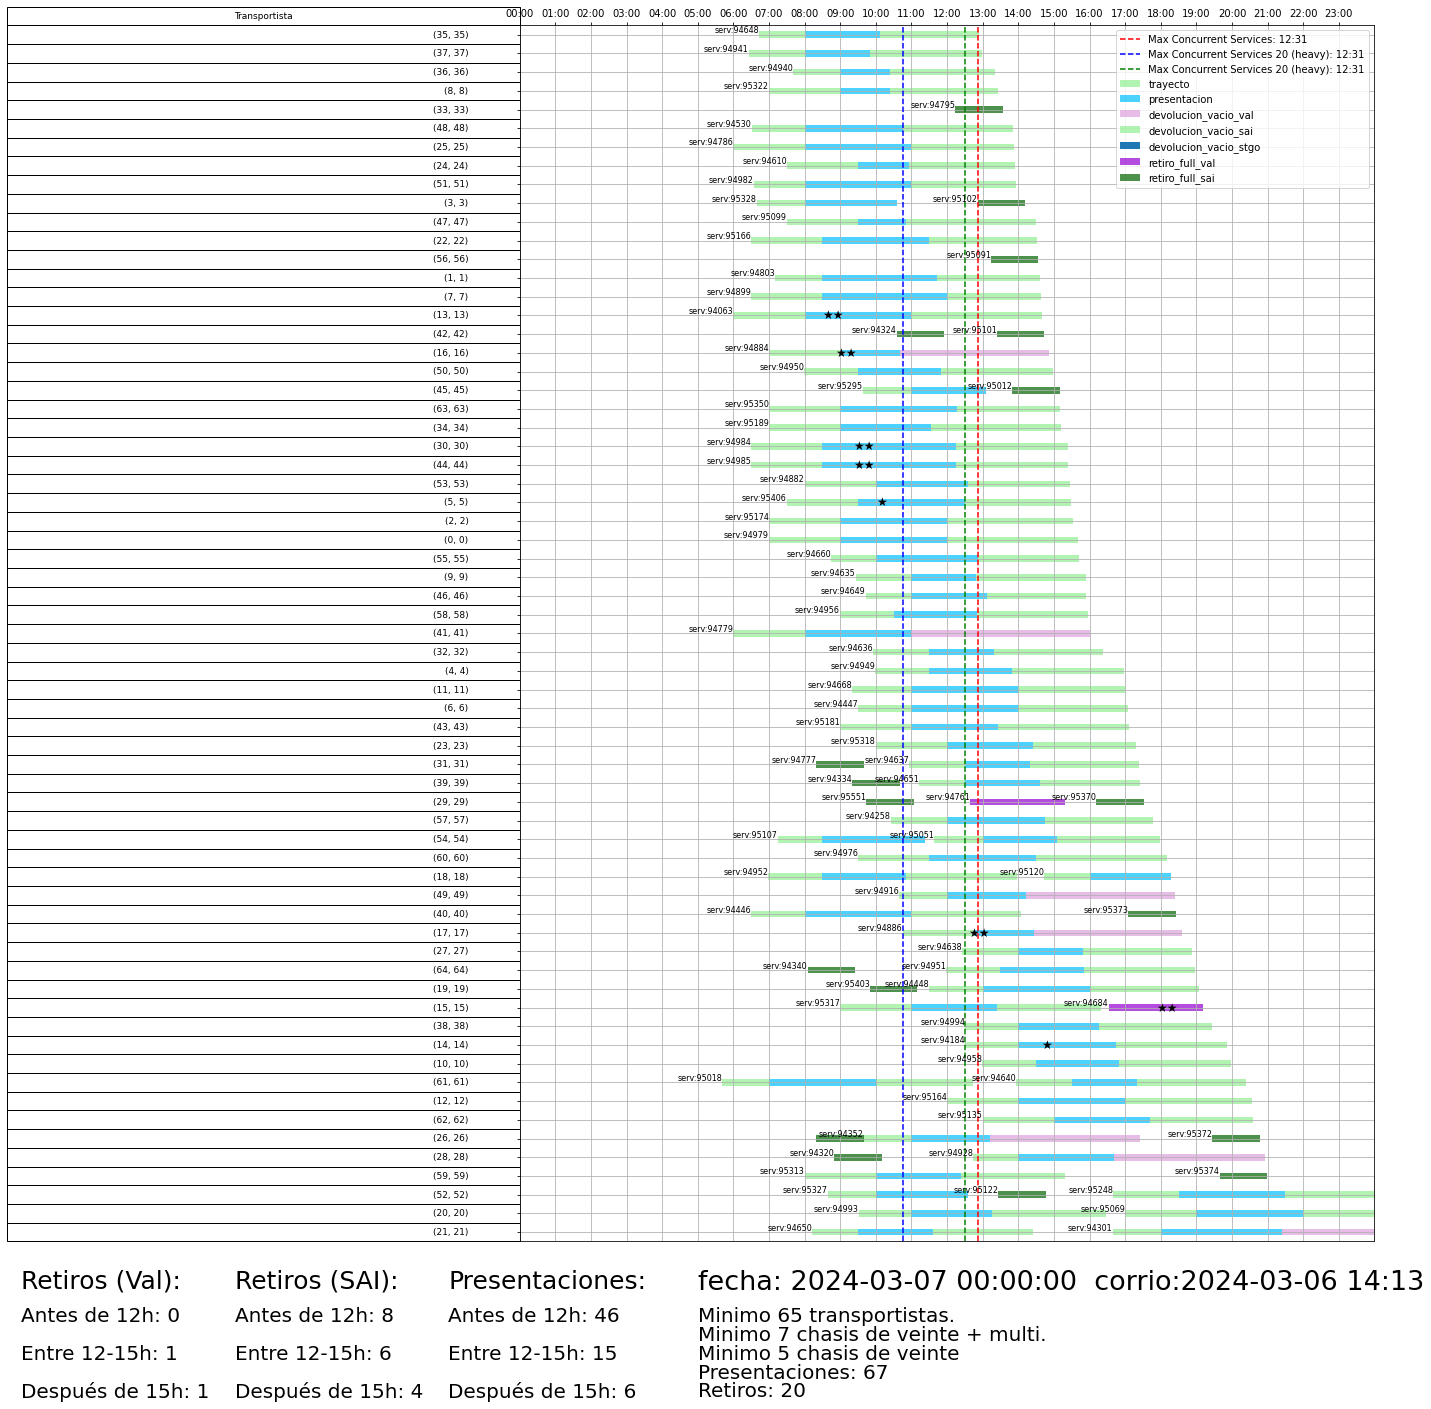 Transportista
00:00 01:00 02:00 03:00 04:00 05:00 06:00 07:00 08:00 09:00 10:00 11:00 12:00 13:00 14:00 15:00 16:00 17:00 18:00 19:00 20:00 21:00 22:00 23:00
Max Concurrent Services: 12:31
Max Concurrent Services 20 (heavy): 12:31
Max Concurrent Services 20 (heavy): 12:31
trayecto
presentacion
devolucion_vacio_val
devolucion_vacio_sai
devolucion_vacio_stgo
retiro_full_val
retiro_full_sai
(35, 35) serv:94648
(37, 37) serv:94941
(36, 36) serv:94940
(8, 8) serv:95322
(33, 33) serv:94795
(48, 48) serv:94530
(25, 25) serv:94786
(24, 24) serv:94610
(51, 51) serv:94982
(3, 3) serv:95328 serv:95102
(47, 47) serv:95099
(22, 22) serv:95166
(56, 56) serv:95091
(1, 1) serv:94803
(7, 7) serv:94899
(13, 13) serv:94063
(42, 42) serv:94324 serv:95101
(16, 16) serv:94884
(50, 50) serv:94950
(45, 45) serv:95295 serv:95012
(63, 63) serv:95350
(34, 34) serv:95189
(30, 30) serv:94984
(44, 44) serv:94985
(53, 53) serv:94882
(5, 5) serv:95406
(2, 2) serv:95174
(0, 0) serv:94979
(55, 55) serv:94660
(9, 9) serv:94635
(46, 46) serv:94649
(58, 58) serv:94956
(41, 41) serv:94779
(32, 32) serv:94636
(4, 4) serv:94949
(11, 11) serv:94668
(6, 6) serv:94447
(43, 43) serv:95181
(23, 23) serv:95318
(31, 31) serv:94777 serv:94637
(39, 39) serv:94334 serv:94651
(29, 29) serv:95551 serv:94761 serv:95370
(57, 57) serv:94258
(54, 54) serv:95107 serv:95051
(60, 60) serv:94976
(18, 18) serv:94952 serv:95120
(49, 49) serv:94916
(40, 40) serv:94446 serv:95373
(17, 17) serv:94886
(27, 27) serv:94638
(64, 64) serv:94340 serv:94951
(19, 19) serv:95403 serv:94448
(15, 15) serv:95317 serv:94684
(38, 38) serv:94994
(14, 14) serv:94184
(10, 10) serv:94958
(61, 61) serv:95018 serv:94640
(12, 12) serv:95164
(62, 62) serv:95135
(26, 26) serv:94352 serv:95372
(28, 28) serv:94320 serv:94928
(59, 59) serv:95313 serv:95374
(52, 52) serv:95327 serv:95122 serv:95248
(20, 20) serv:94993 serv:95069
(21, 21) serv:94650 serv:94301
Retiros (Val):
Antes de 12h: 0
Entre 12-15h: 1
Después de 15h: 1
Retiros (SAI):
Antes de 12h: 8
Entre 12-15h: 6
Después de 15h: 4
Presentaciones:
Antes de 12h: 46
Entre 12-15h: 15
Después de 15h: 6
fecha: 2024-03-07 00:00:00 corrio:2024-03-06 14:13
Minimo 65 transportistas.
Minimo 7 chasis de veinte + multi.
Minimo 5 chasis de veinte
Presentaciones: 67
Retiros: 20